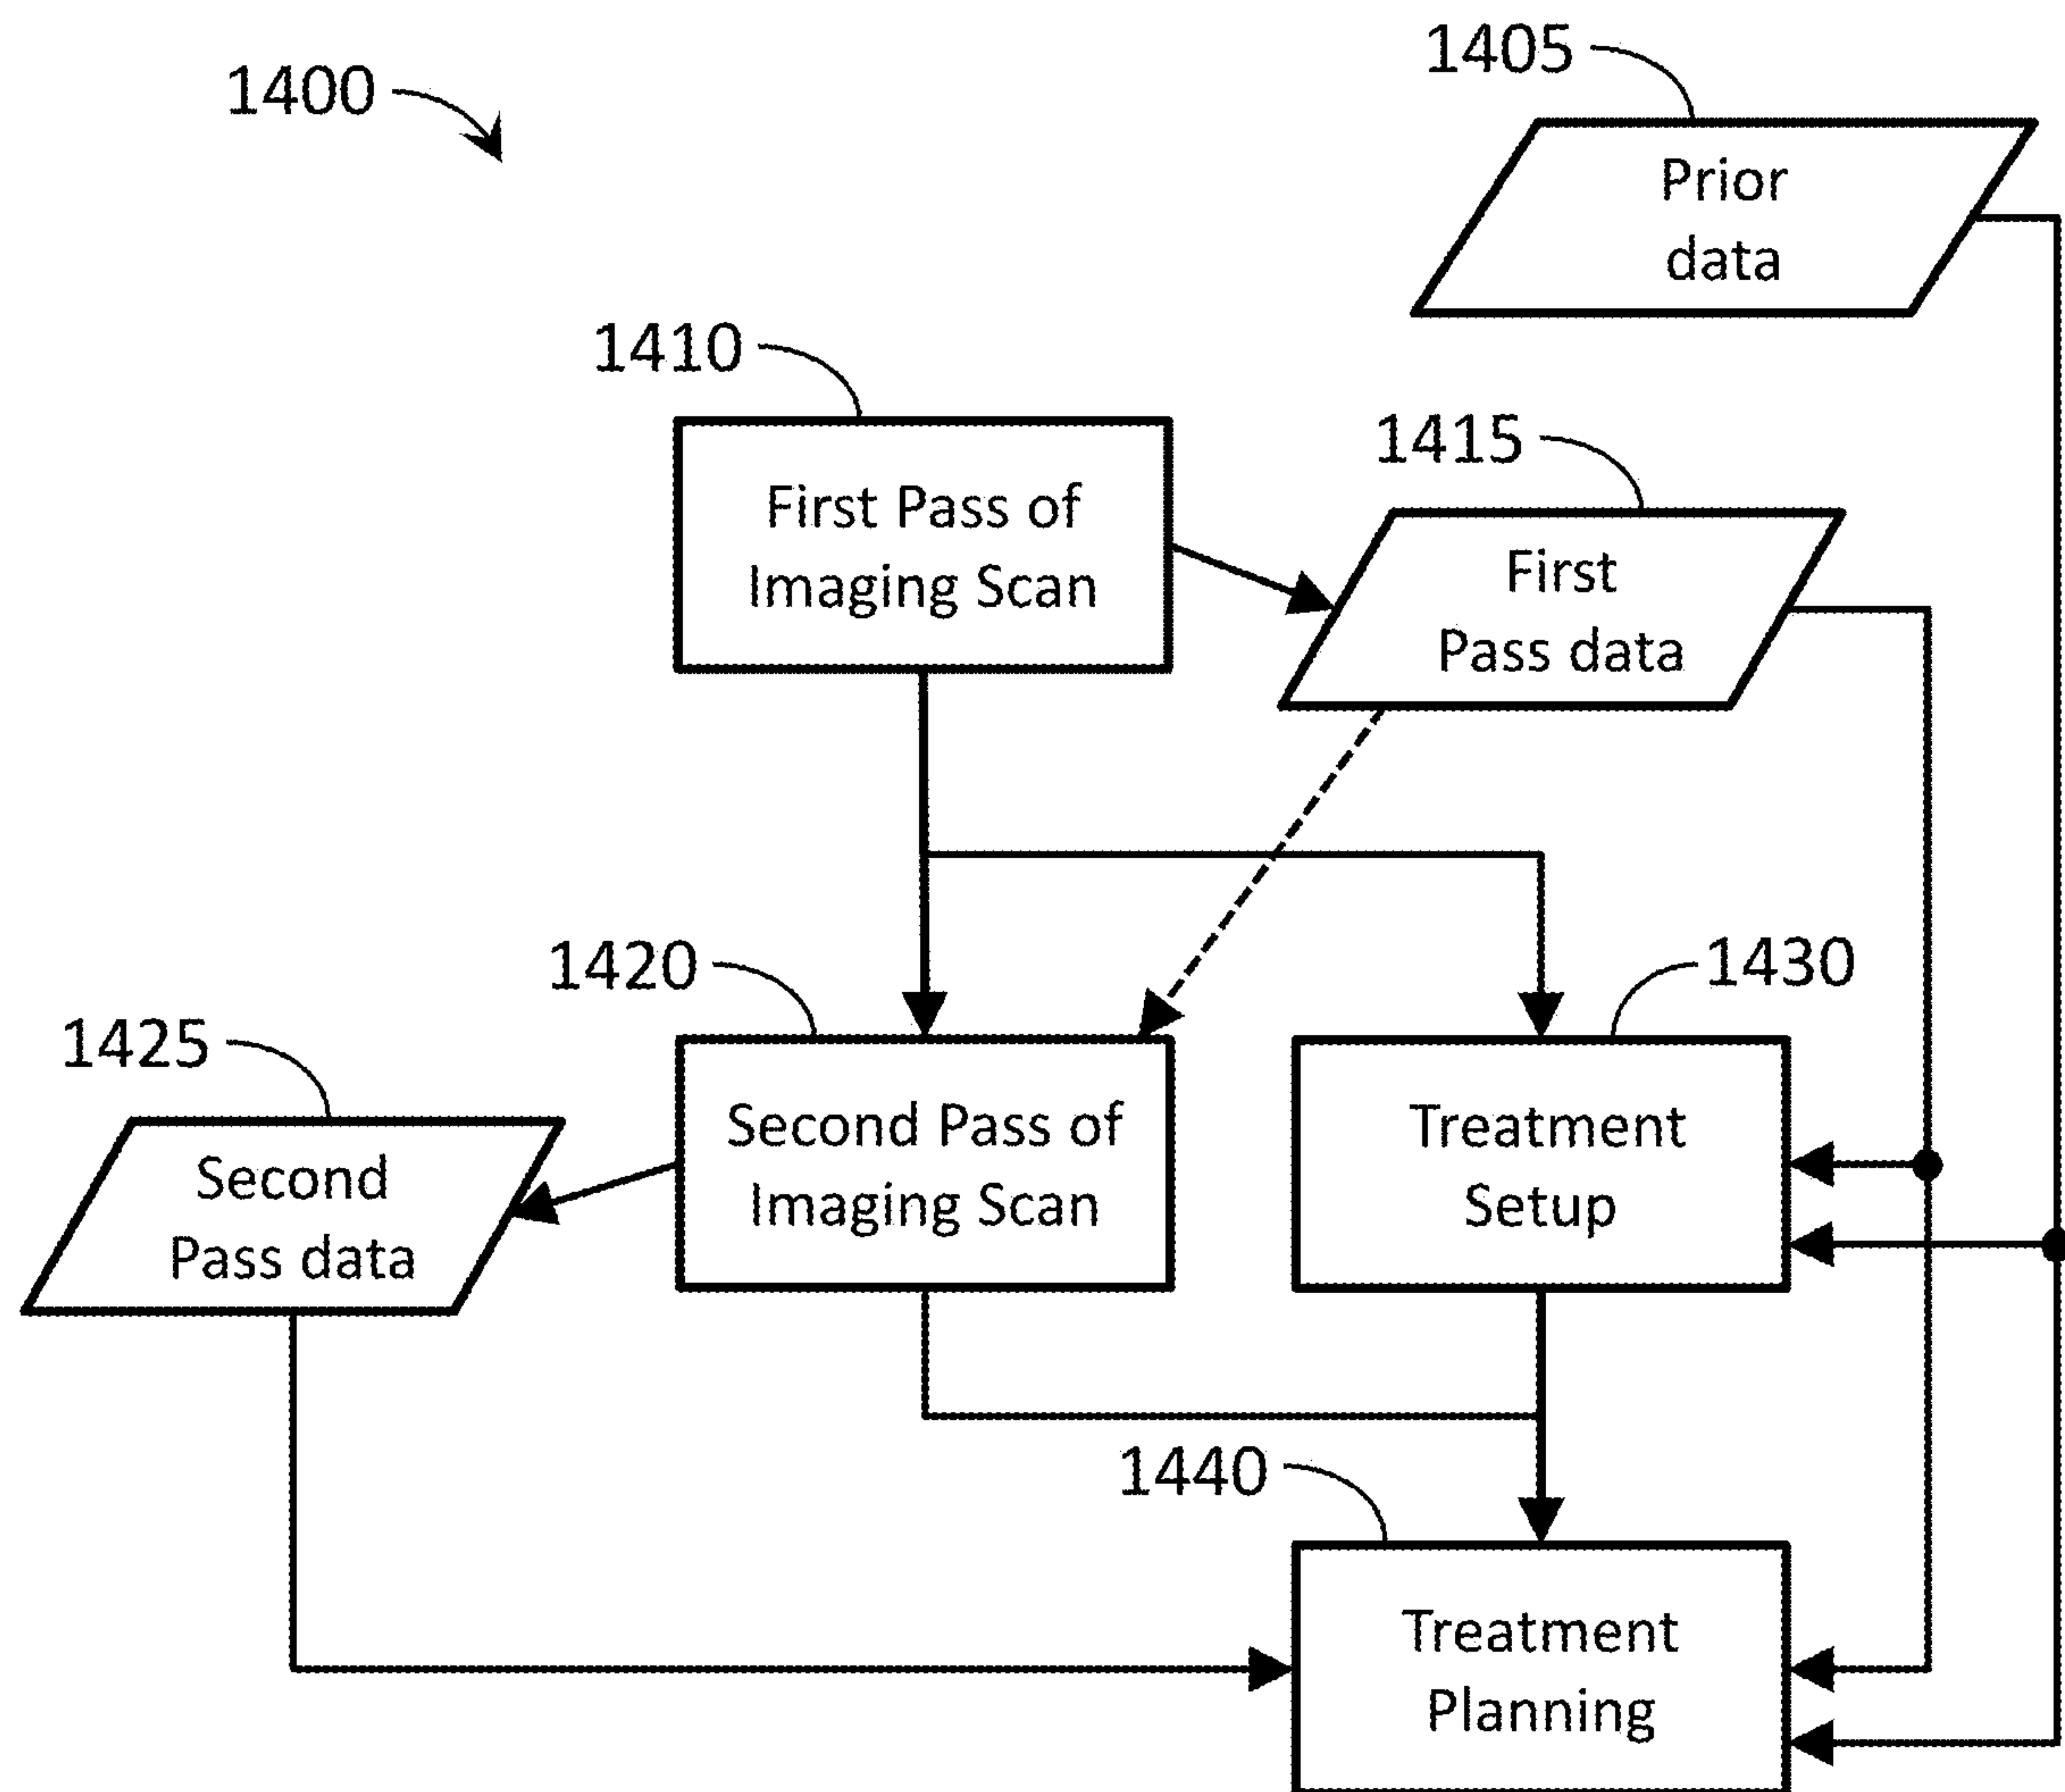 1400
1405
Prior
data
1410
First Pass of
Imaging Scan
1415
First
Pass data
1420
Second Pass of
Imaging Scan
1430
Treatment
Setup
1425
Second
Pass data
1440
Treatment
Planning